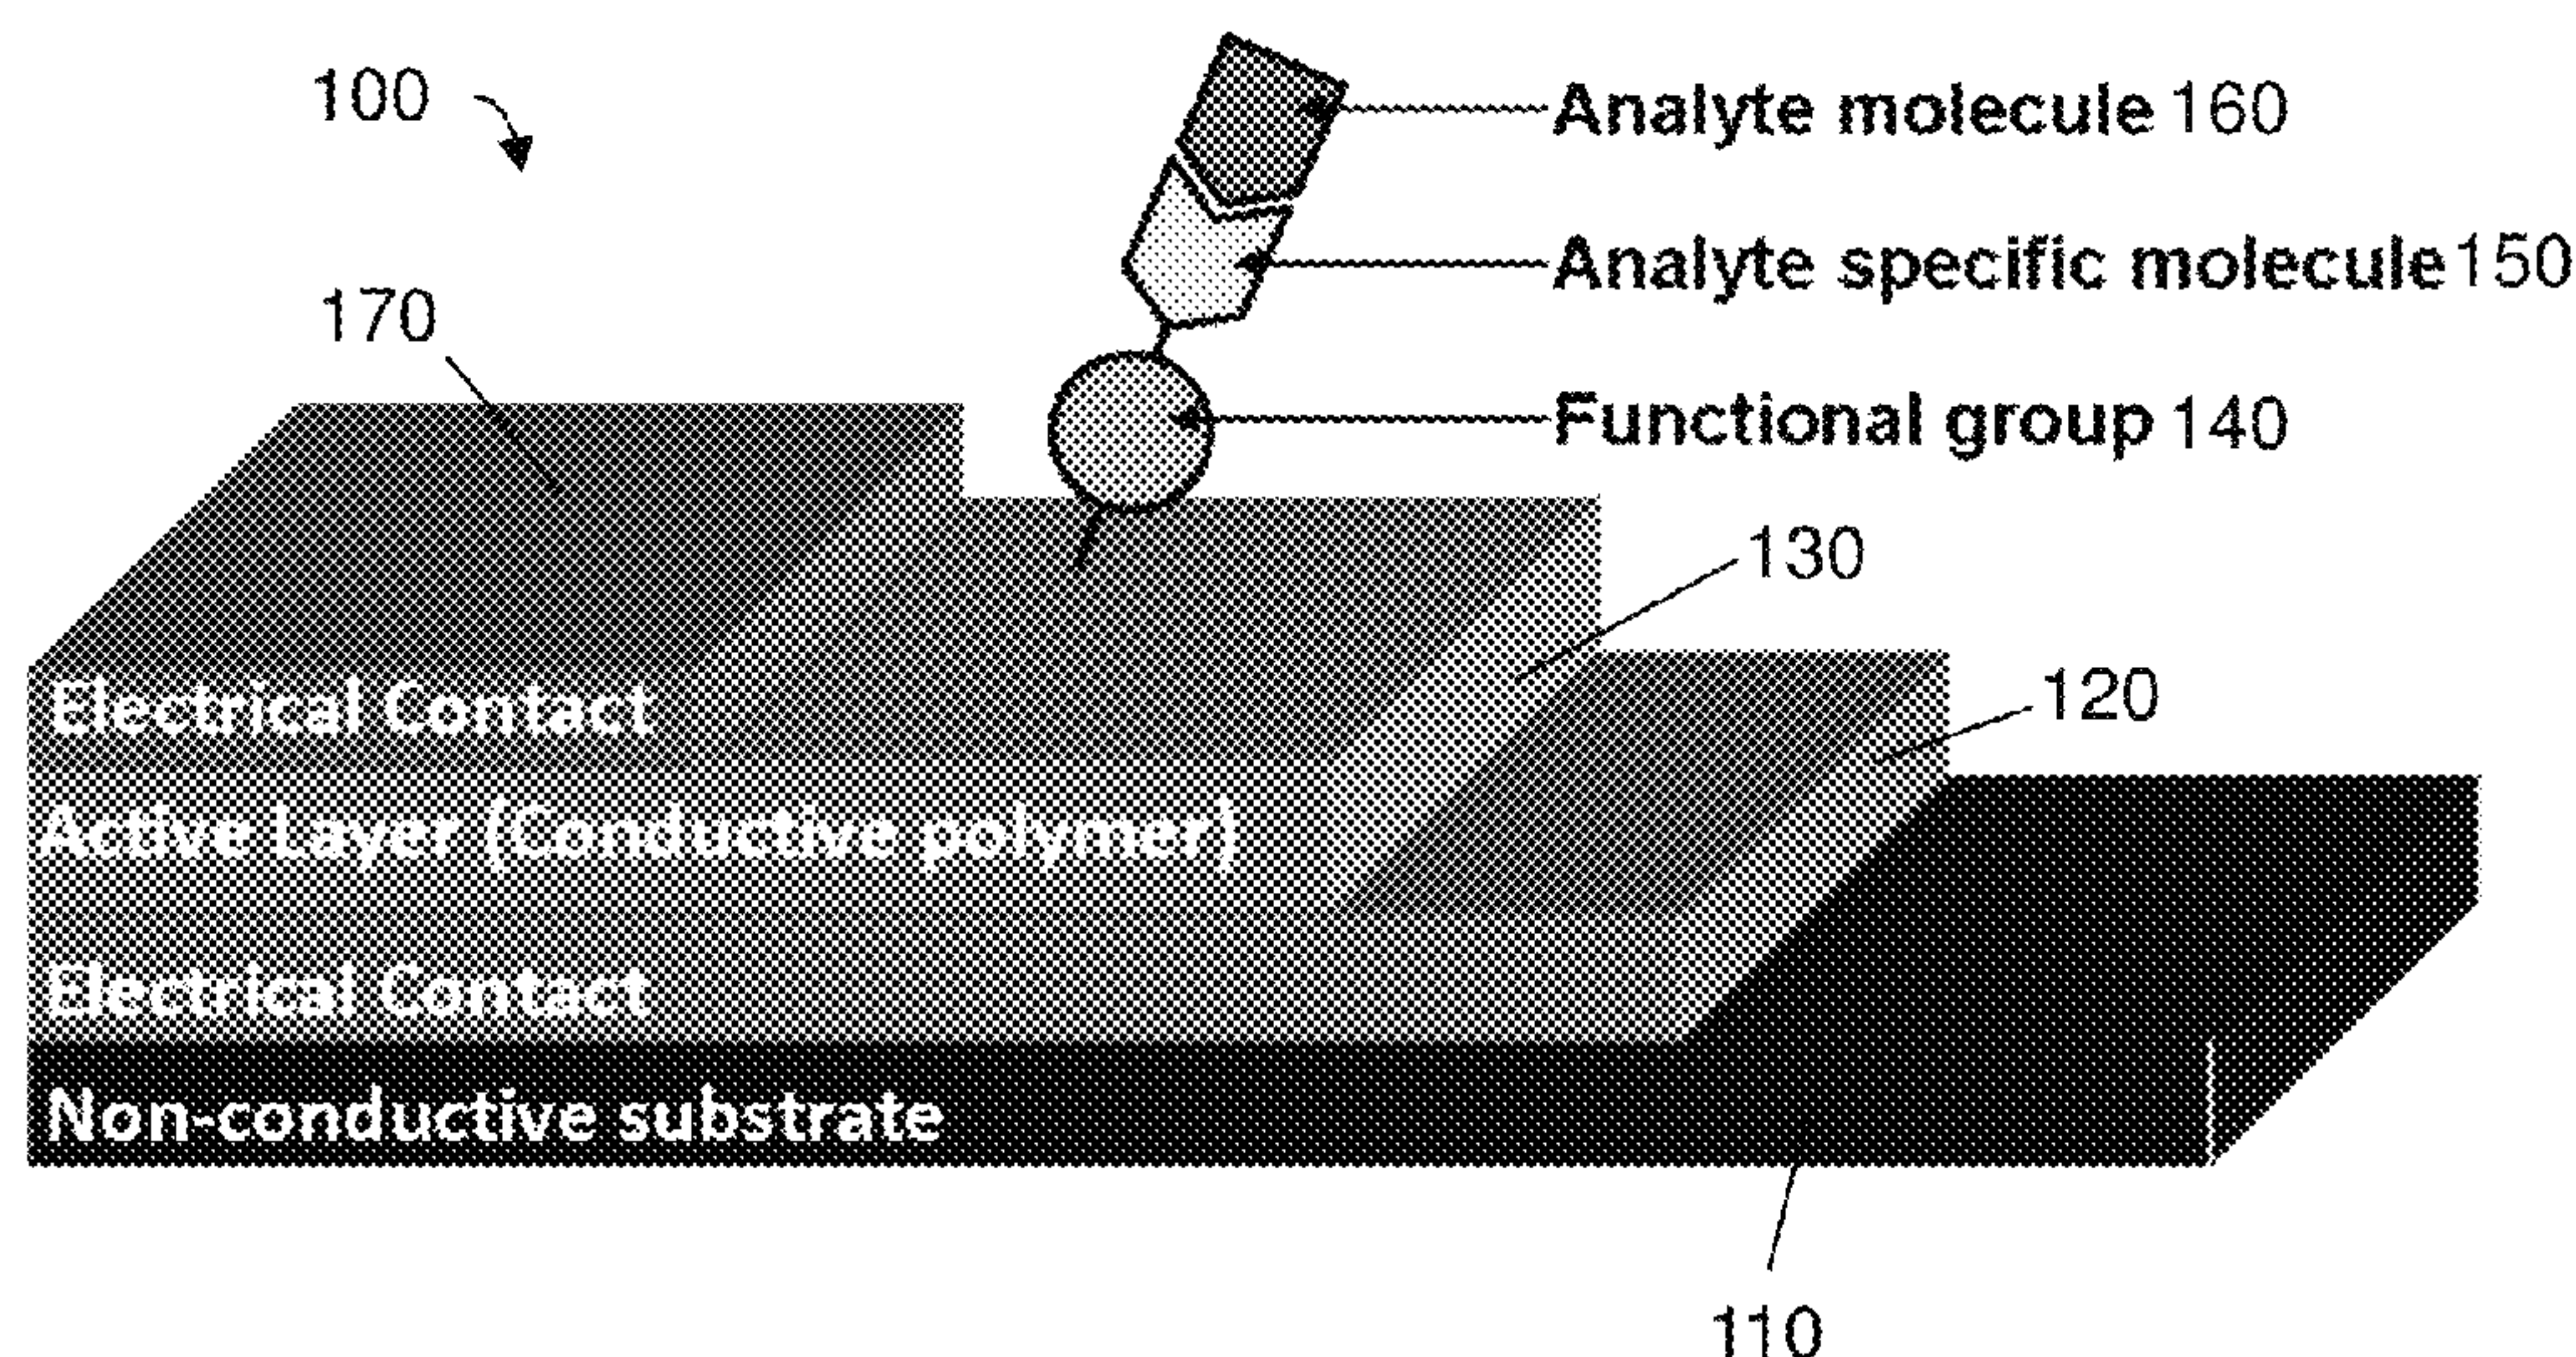 100
Analyte molecule 160
Analyte specific molecule 150
170
Functional group 140
130
120
Electrical Contact
Active Layer (Conductive polymer)
Electrical Contact
Non-conductive substrate
110